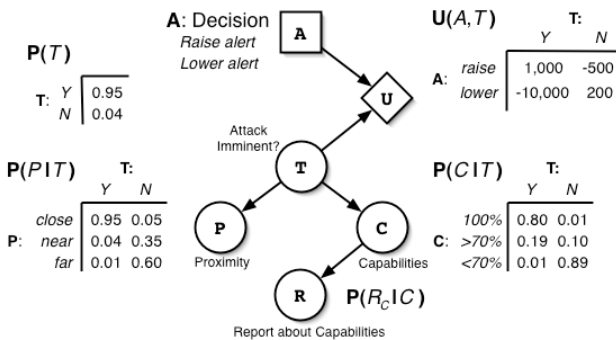 A: Decision
Raise alert
Lower alert
A
U(A,T)
T:
Y N
A: raise 1,000 -500
lower -10,000 200
P(T)
T: Y 0.95
N 0.04
U
Attack
Imminent?
T
P(P|T)
T:
Y N
close 0.95 0.05
P: near 0.04 0.35
far 0.01 0.60
P
Proximity
C
Capabilities
P(C|T)
T:
Y N
100% 0.80 0.01
C: >70% 0.19 0.10
<70% 0.01 0.89
R
P(R_C|C)
Report about Capabilities